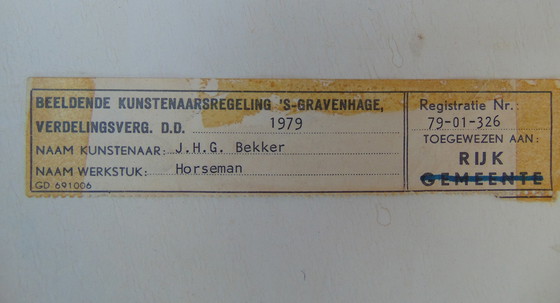 BEELDENDE KUNSTENAARSREGELING 'S-GRAVENHAGE,
VERDELINGSVERG. D.D. 1979
NAAM KUNSTENAAR: J.H.G. Bekker
NAAM WERKSTUK: Horseman
GD 691006
Registratie Nr.:
79-01-326
TOEGEWEZEN AAN:
RIJK
GEMEENTE